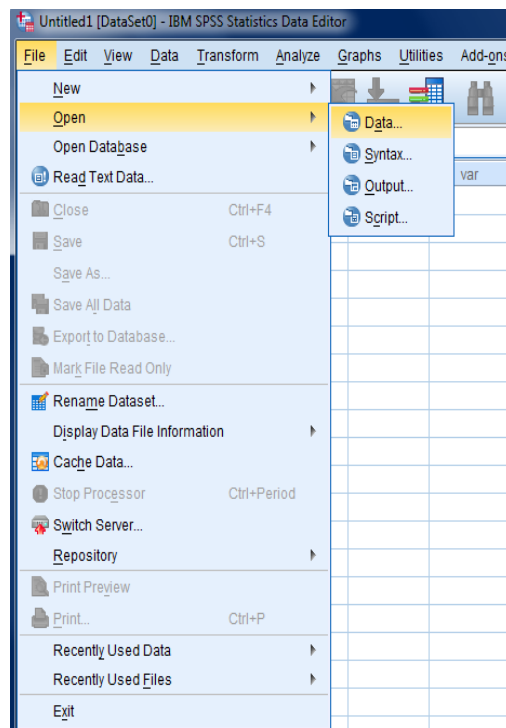 Untitled1 [DataSet0] - IBM SPSS Statistics Data Editor
File Edit View Data Transform Analyze Graphs Utilities Add-ons
New
Open
Data...
Open Database
Syntax...
Read Text Data...
var
Output...
Close Ctrl+F4
Script...
Save Ctrl+S
Save As...
Save All Data
Export to Database...
Mark File Read Only
Rename Dataset...
Display Data File Information
Cache Data...
Stop Processor Ctrl+Period
Switch Server...
Repository
Print Preview
Print... Ctrl+P
Recently Used Data
Recently Used Files
Exit